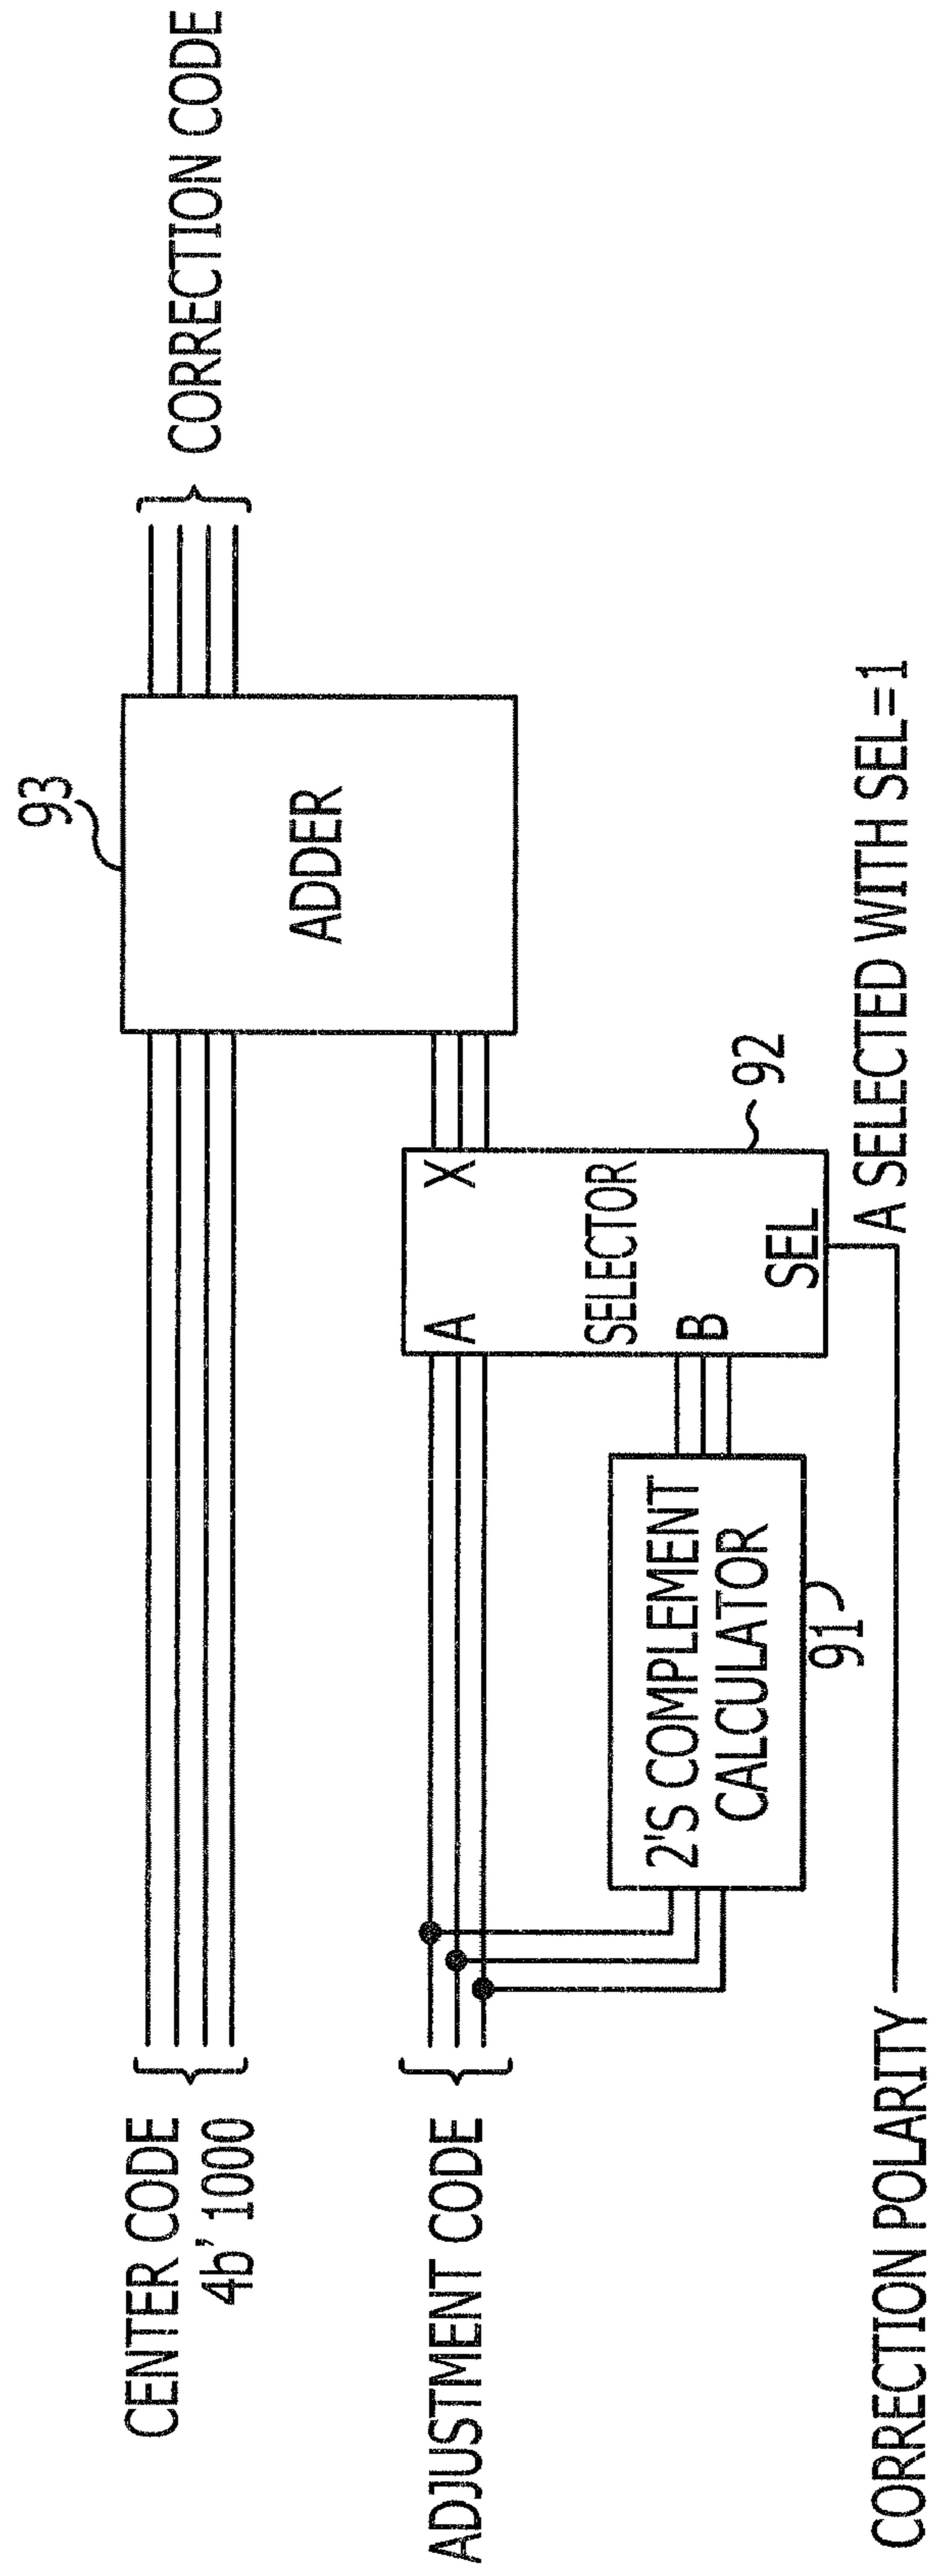 CENTER CODE
4b' 1000
ADJUSTMENT CODE
CORRECTION POLARITY
2'S COMPLEMENT
CALCULATOR
91
A
B
SELECTOR
X
SEL
92
A SELECTED WITH SEL=1
ADDER
93
CORRECTION CODE